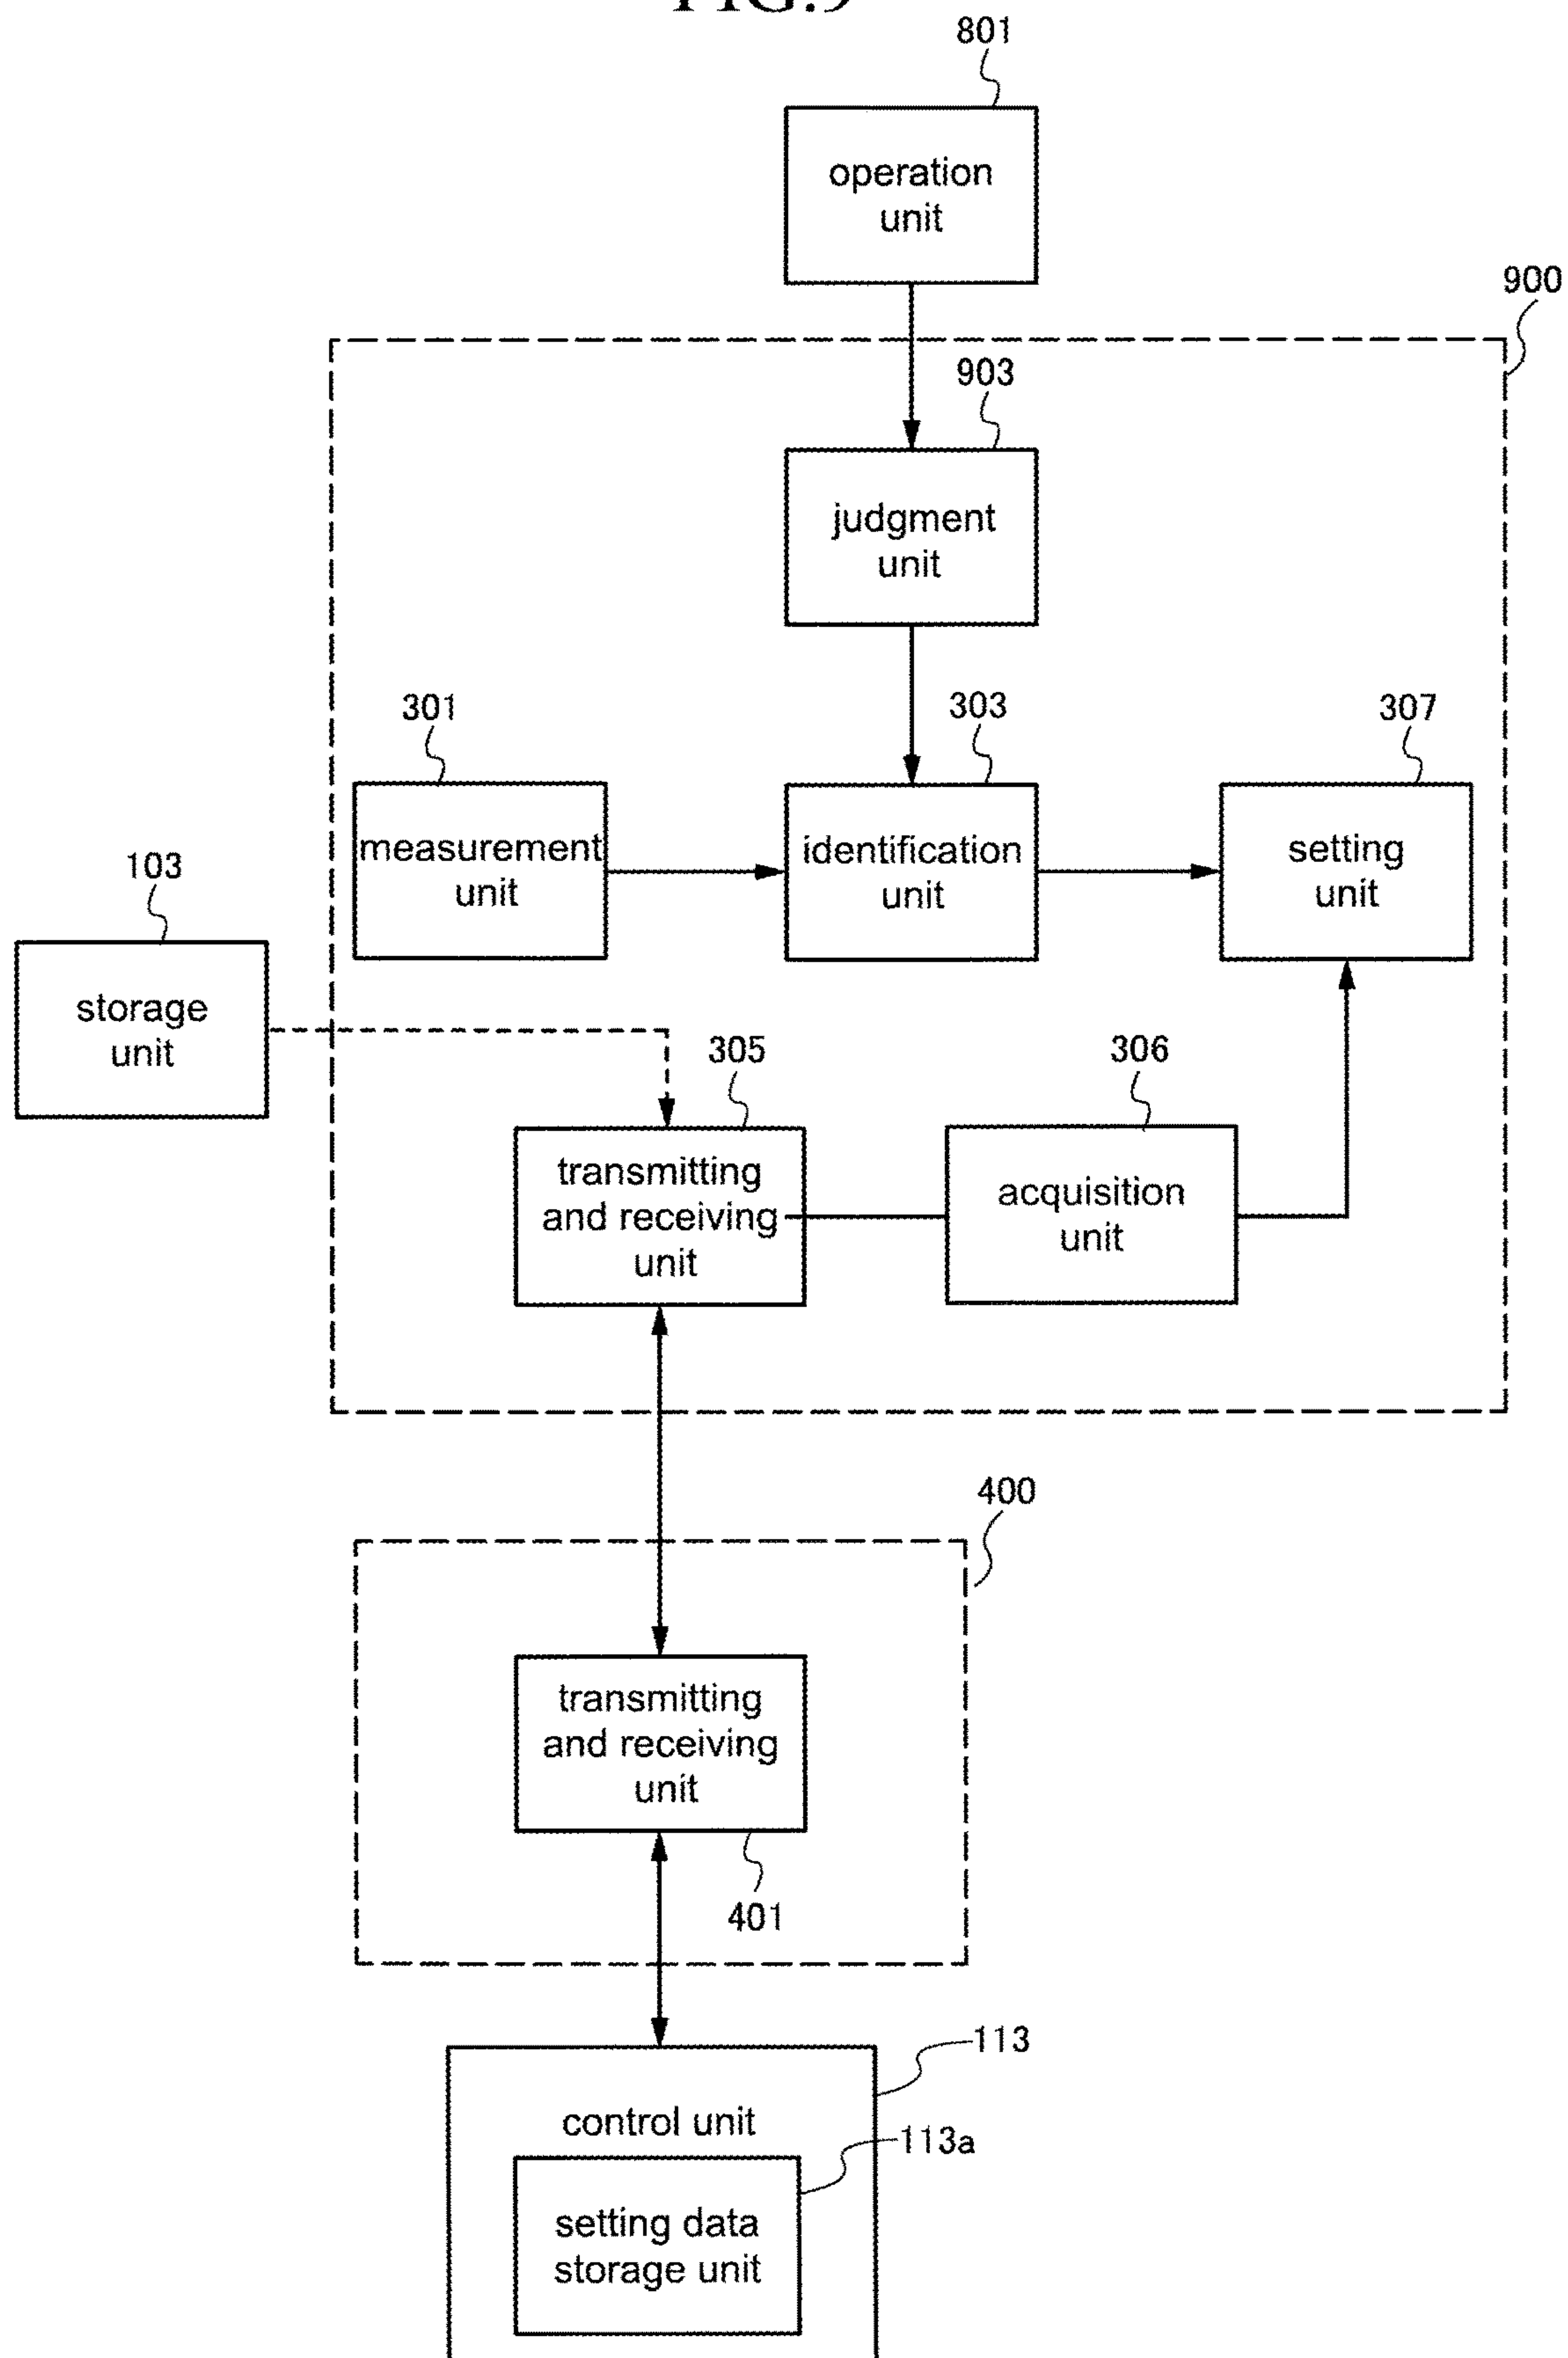 FIG.9
801
operation
unit
900
903
judgment
unit
301
303
307
measurement
unit
identification
unit
setting
unit
103
storage
unit
305
306
transmitting
and receiving
unit
acquisition
unit
400
transmitting
and receiving
unit
401
113
control unit
113a
setting data
storage unit